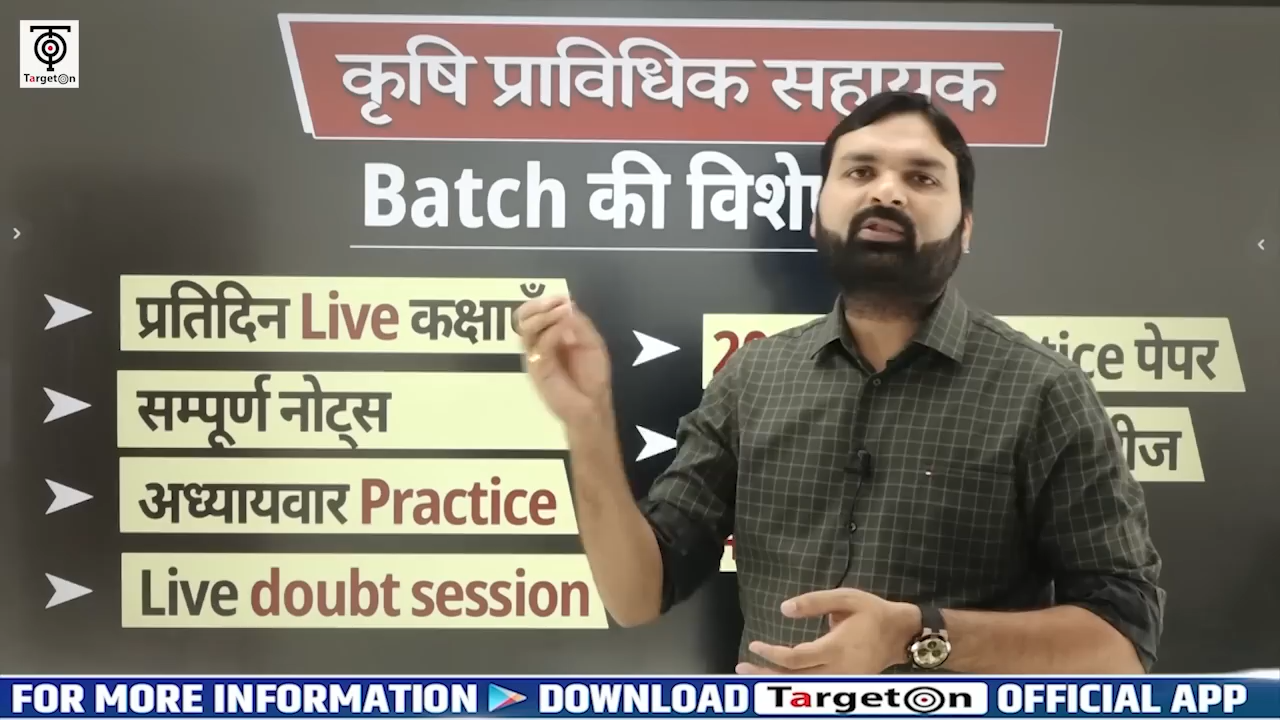 TargetOn
कृषि प्राविधिक सहायक
Batch की
प्रतिदिन Live कक्षाएँ
सम्पूर्ण नोट्स
अध्यायवार Practice
Live doubt session
पेपर
FOR MORE INFORMATION DOWNLOAD TargetOn OFFICIAL APP